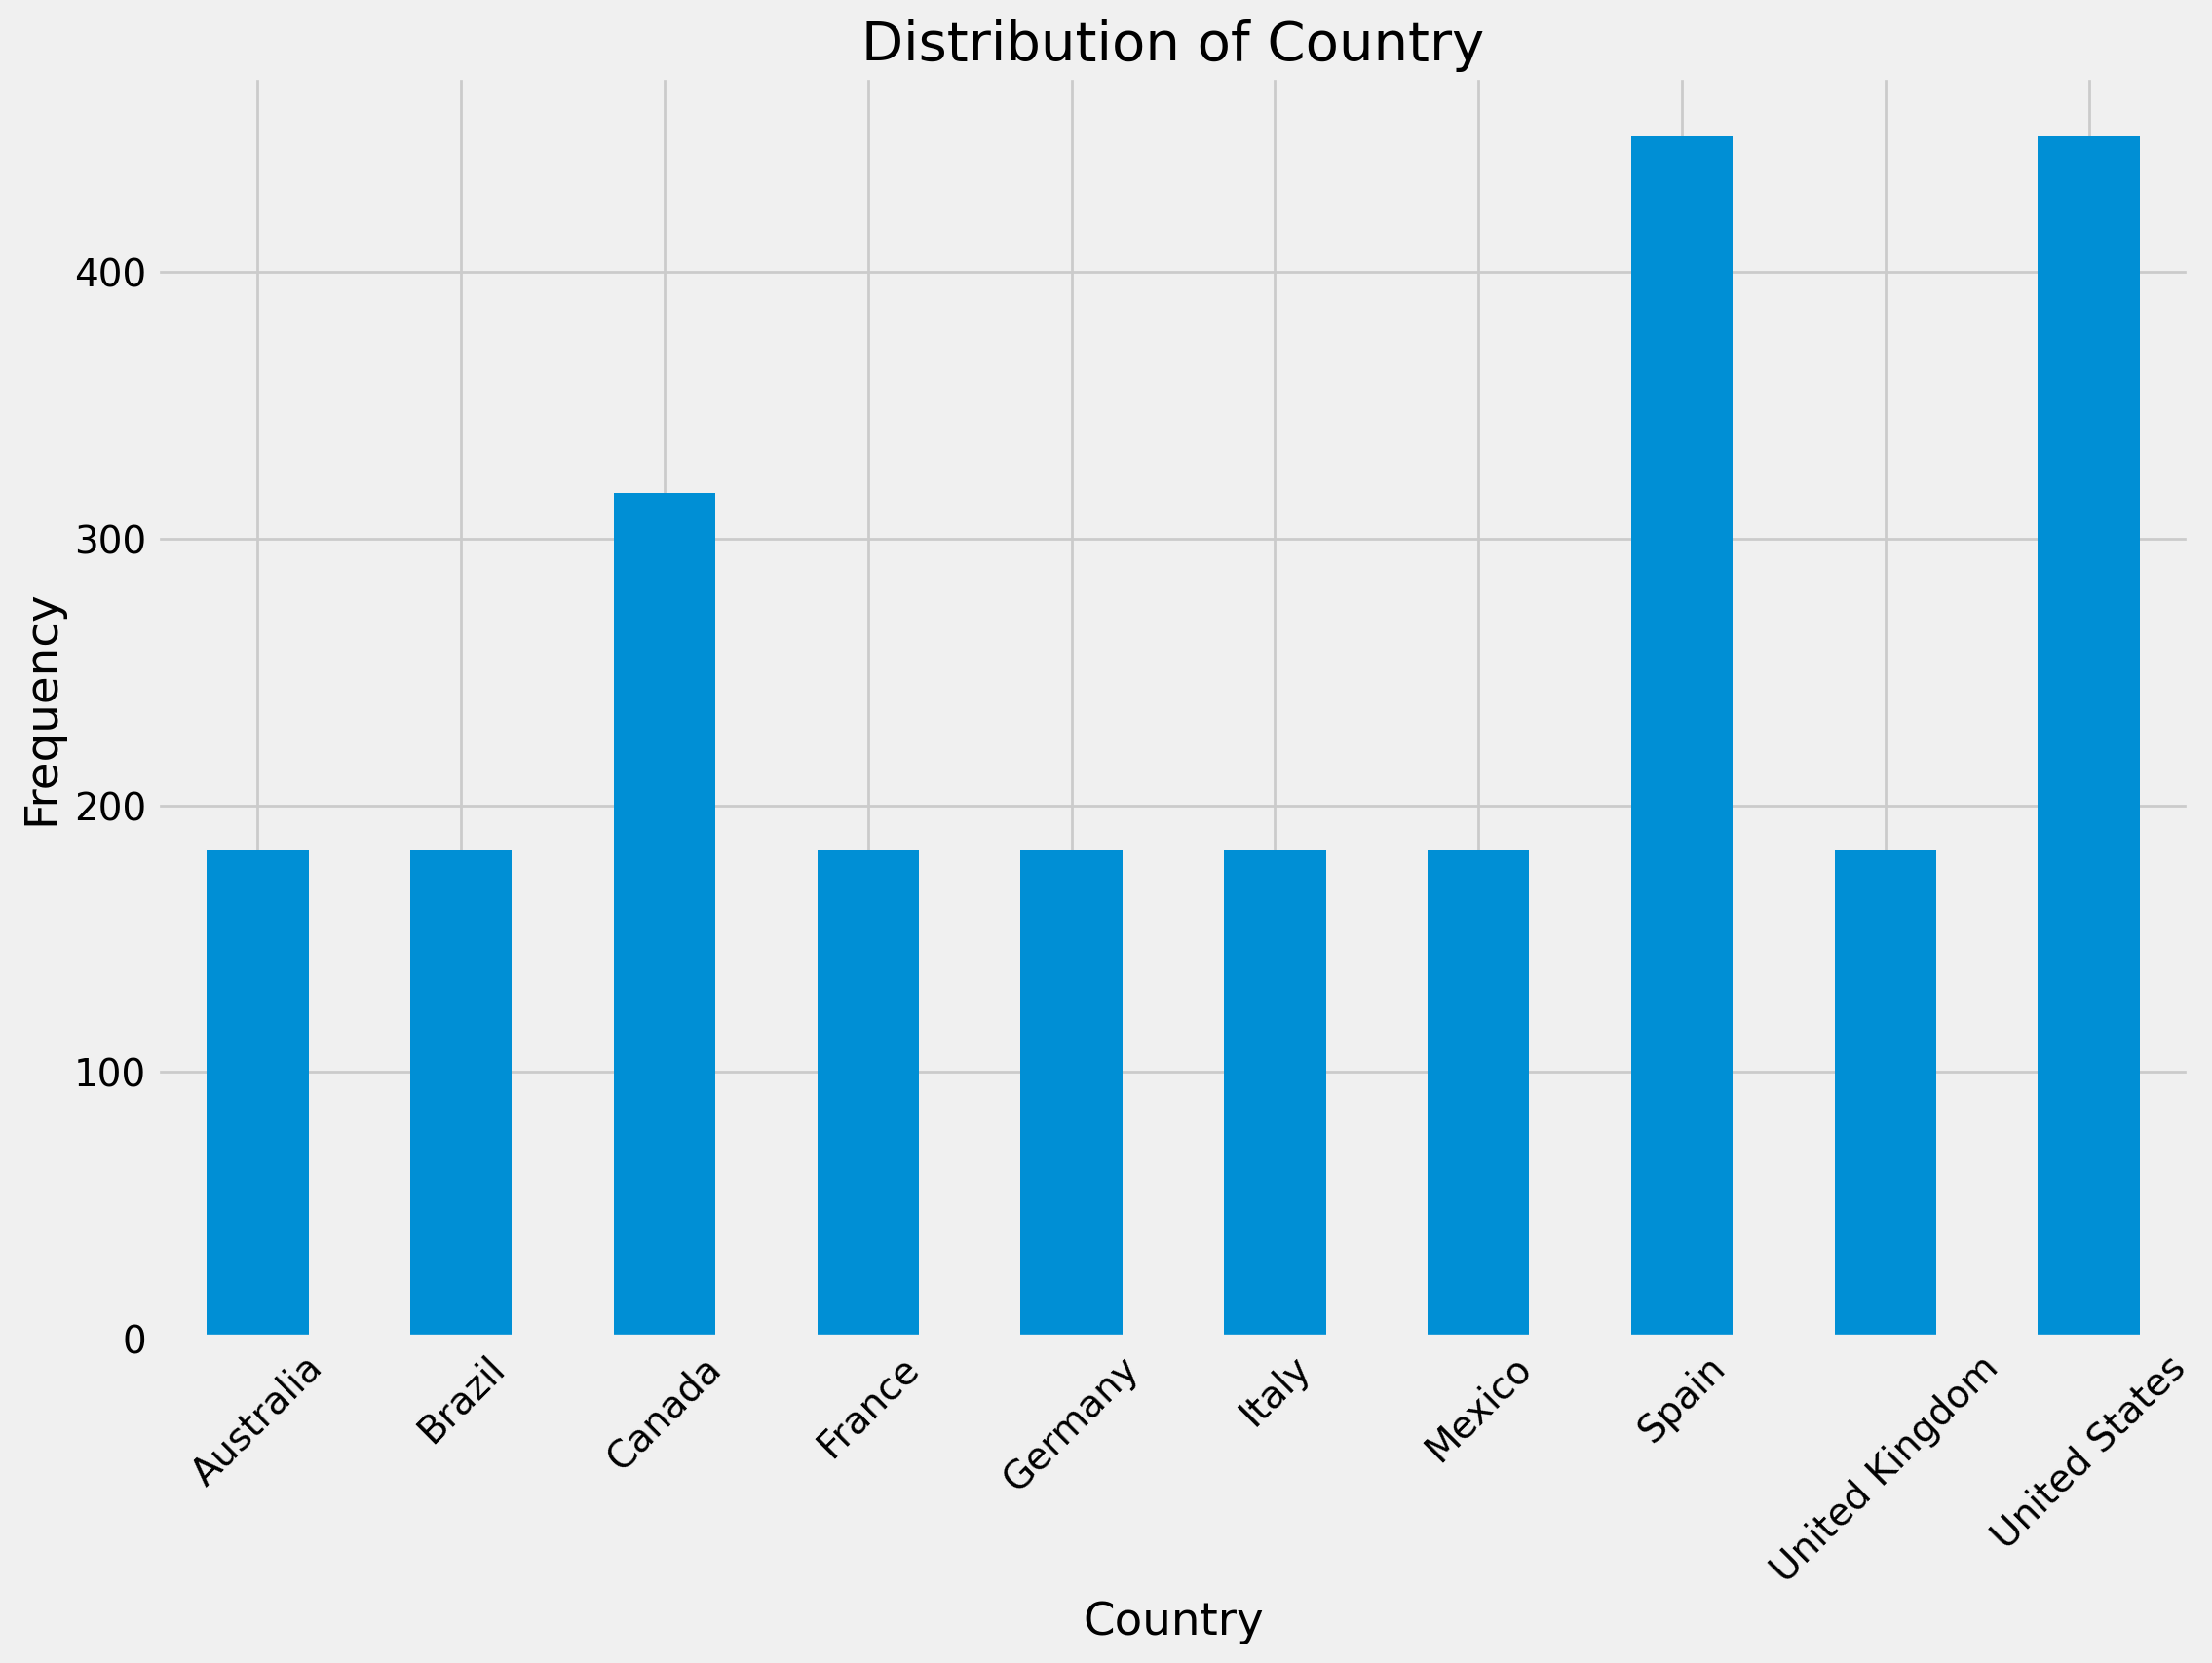 Distribution of Country
Frequency
400
300
200
100
0
Australia
Brazil
Canada
France
Germany
Italy
Mexico
Spain
United Kingdom
United States
Country